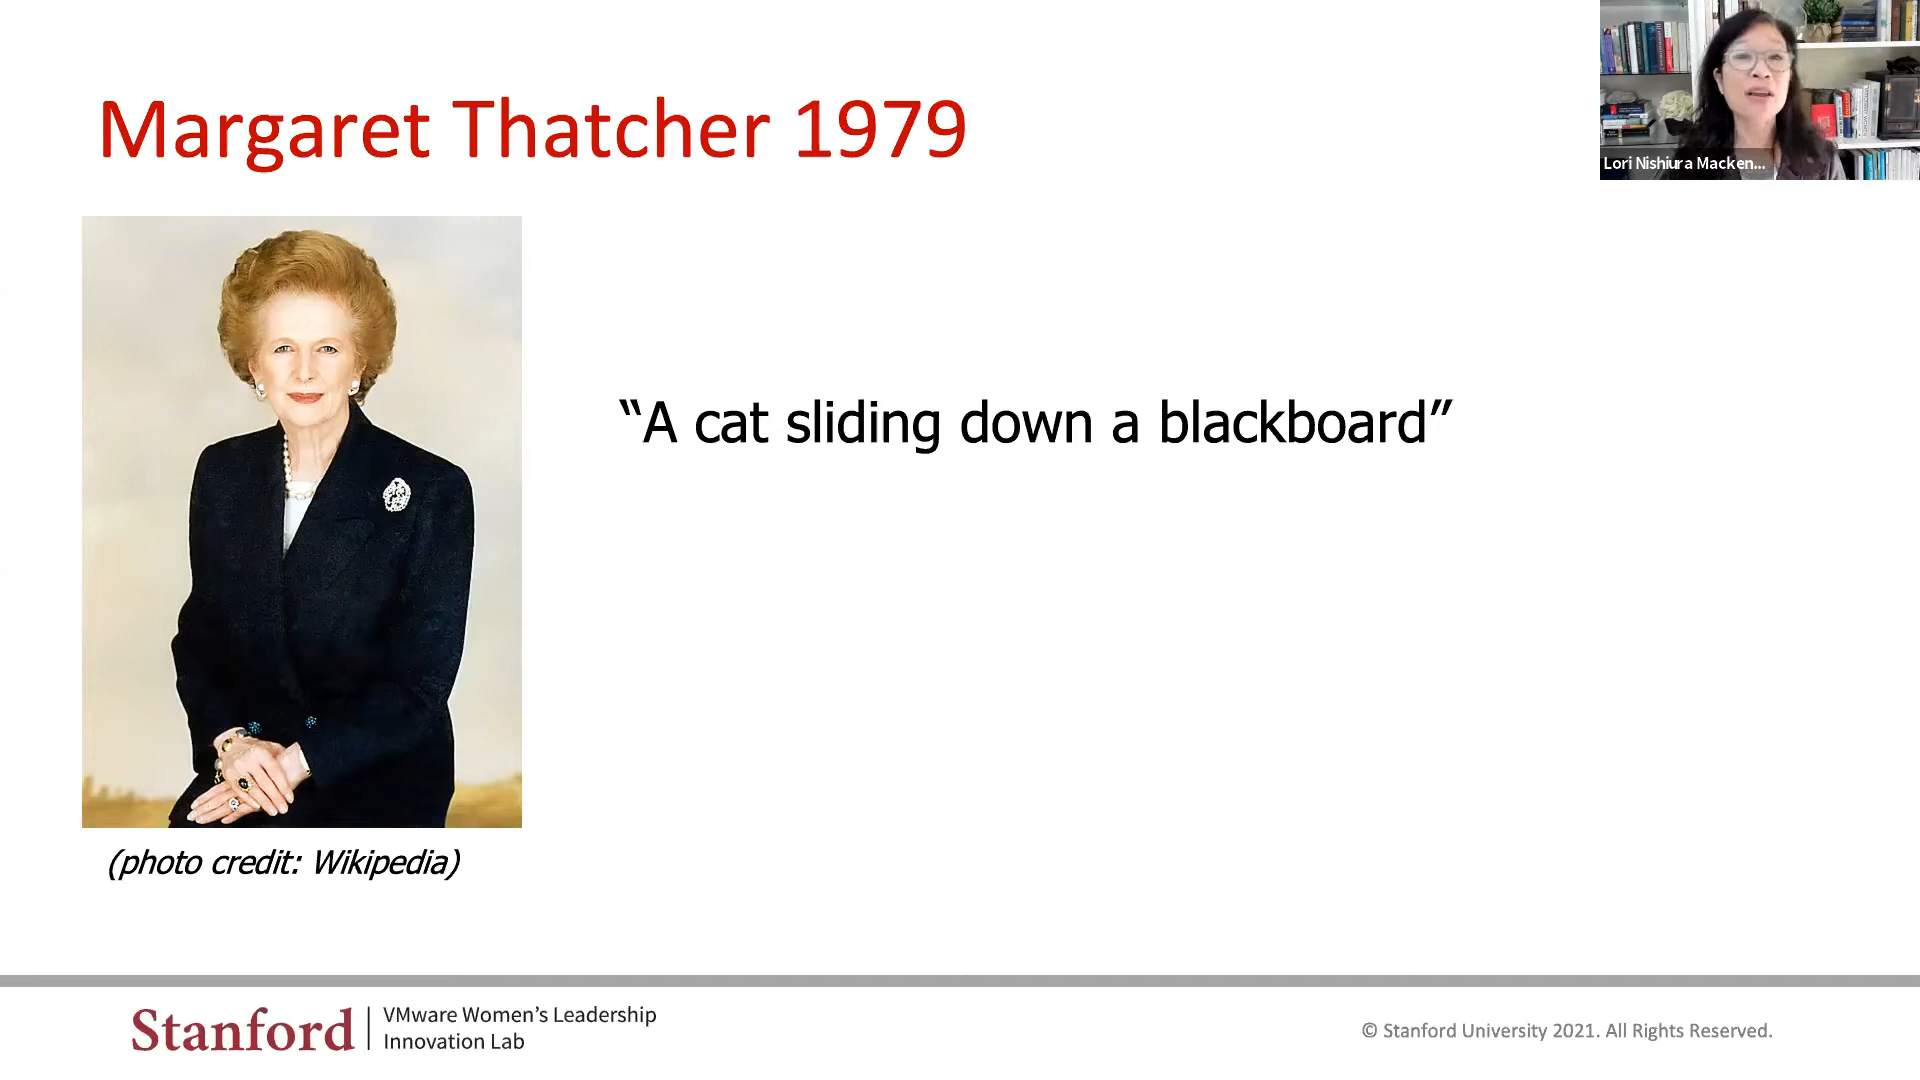 Margaret Thatcher 1979
Lori Nishiura Macken...
“A cat sliding down a blackboard”
(photo credit: Wikipedia)
Stanford
VMware Women’s Leadership
Innovation Lab
© Stanford University 2021. All Rights Reserved.